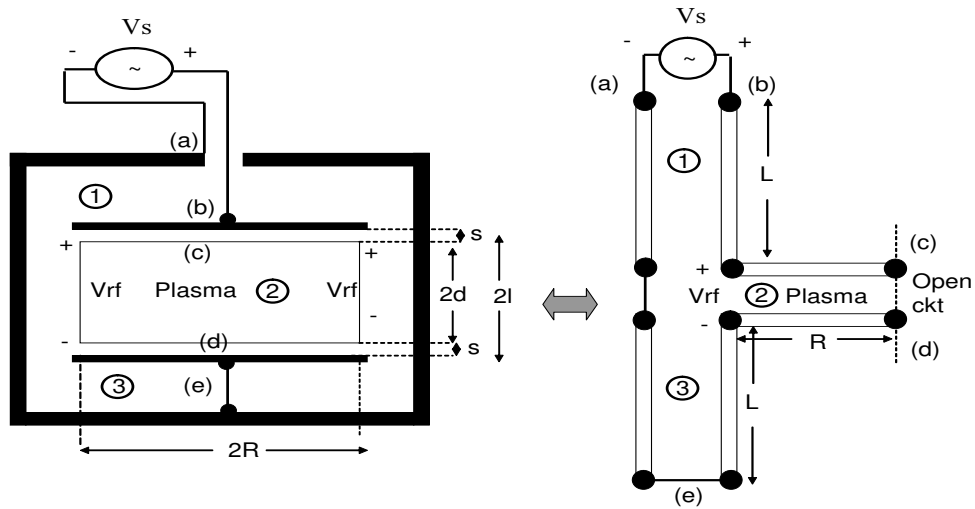 Vs
- +
~
(a)
1
(b)
+ (c) +
Vrf Plasma 2 Vrf
- (d) -
3 (e)
s
2d 2l
s
2R
Vs
- +
~
(a) (b)
1
L
+ (c)
Vrf 2 Plasma Open
ckt
- R (d)
3
L
(e)